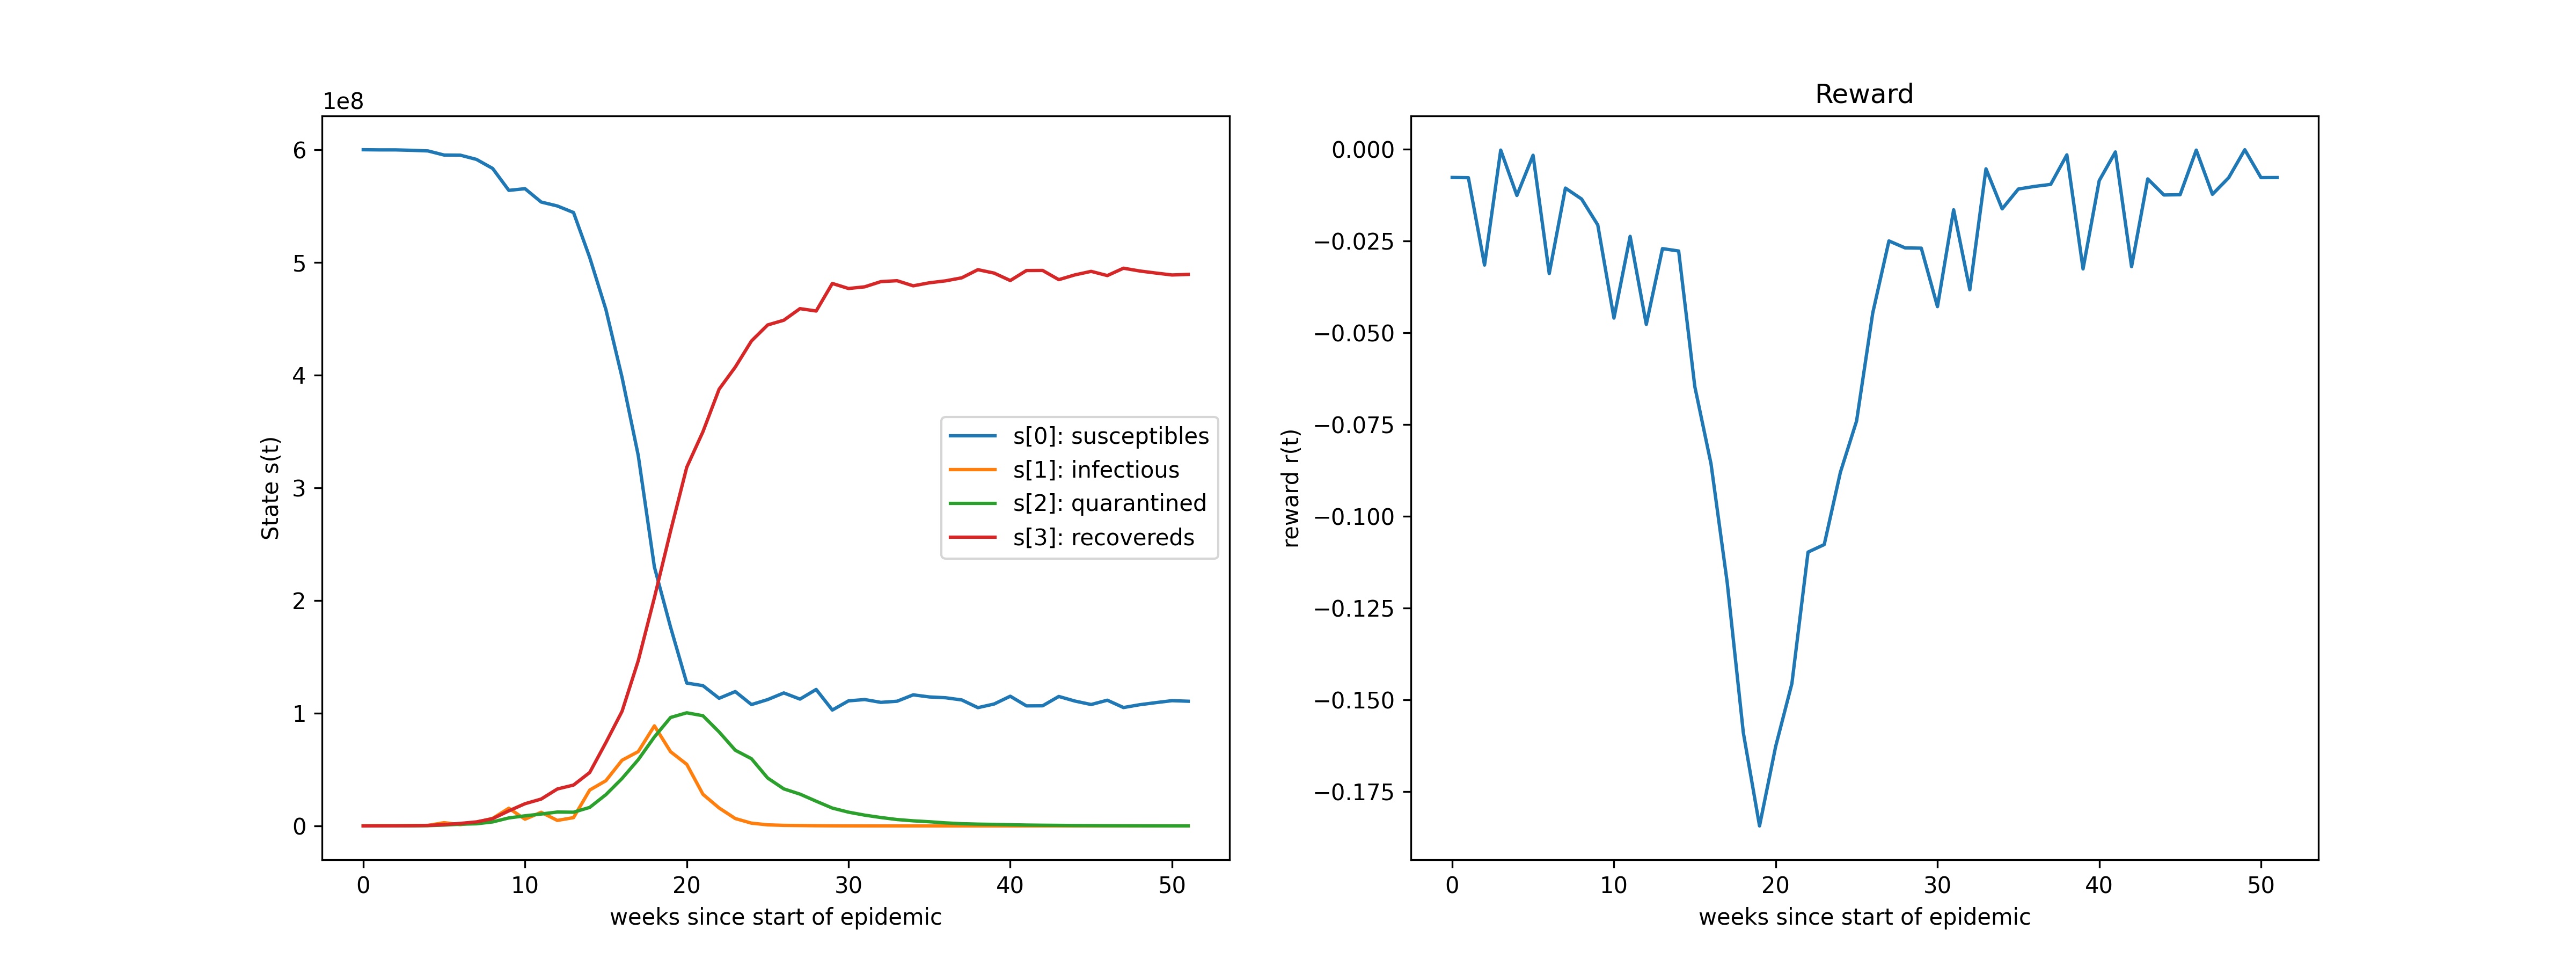 1e8
6
5
4
3
2
1
0
State s(t)
0 10 20 30 40 50
weeks since start of epidemic
s[0]: susceptibles
s[1]: infectious
s[2]: quarantined
s[3]: recovereds
Reward
0.000
−0.025
−0.050
−0.075
−0.100
−0.125
−0.150
−0.175
reward r(t)
0 10 20 30 40 50
weeks since start of epidemic